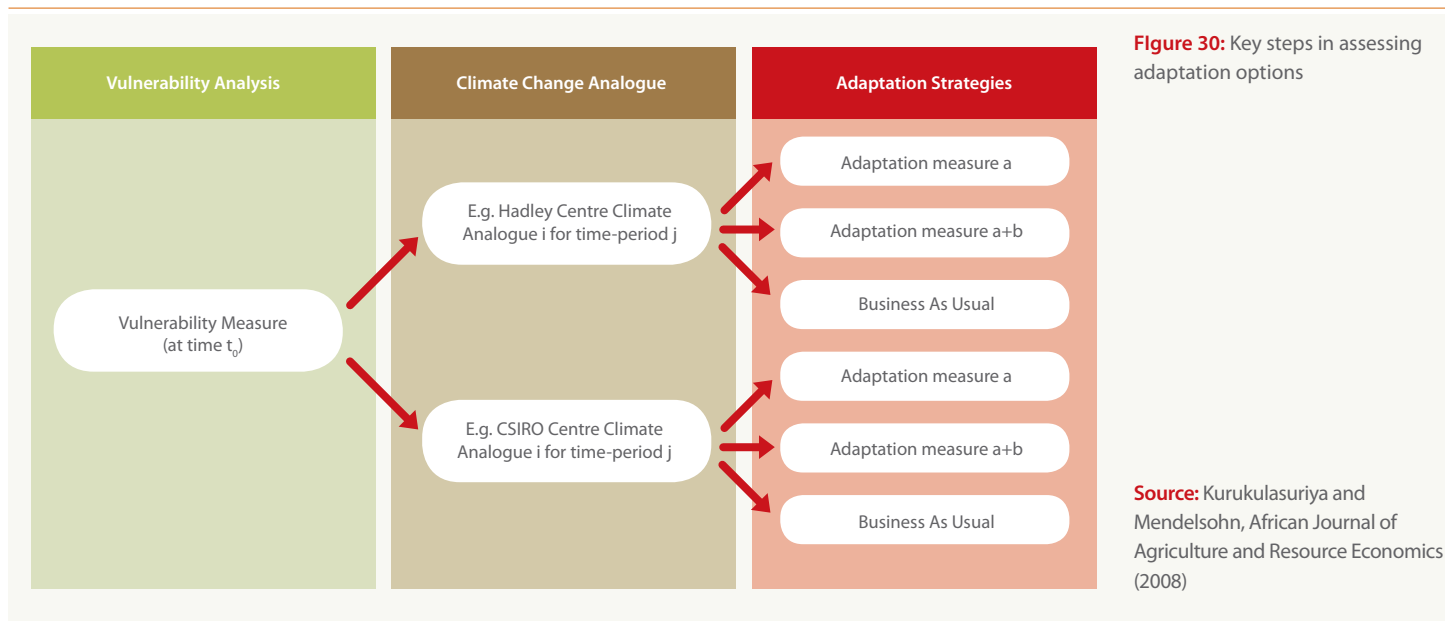 Vulnerability Analysis
Climate Change Analogue
Adaptation Strategies
Vulnerability Measure
(at time t₀)
E.g. Hadley Centre Climate
Analogue i for time-period j
E.g. CSIRO Centre Climate
Analogue i for time-period j
Adaptation measure a
Adaptation measure a+b
Business As Usual
Adaptation measure a
Adaptation measure a+b
Business As Usual
FIgure 30: Key steps in assessing
adaptation options
Source: Kurukulasuriya and
Mendelsohn, African Journal of
Agriculture and Resource Economics
(2008)